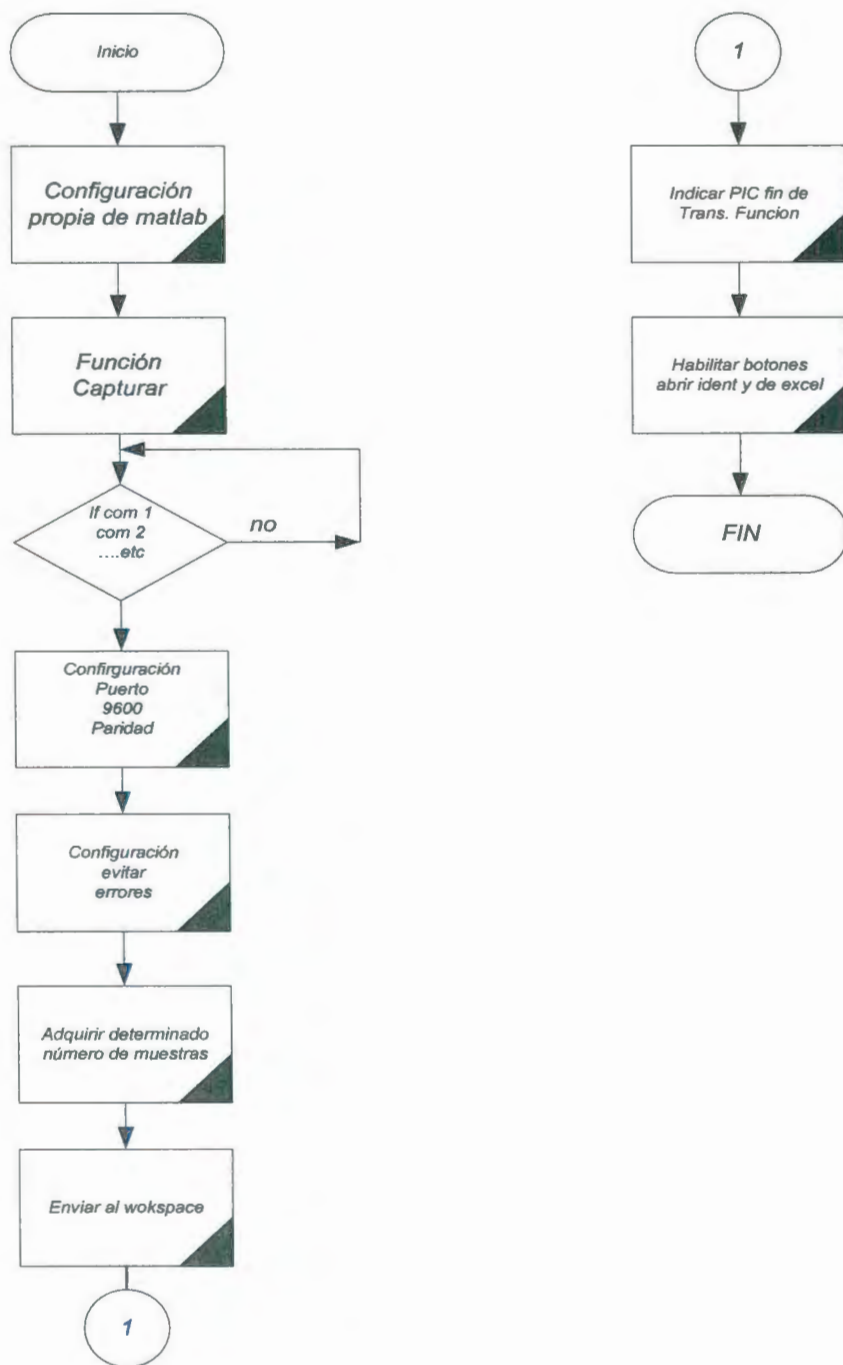 Inicio
Configuración
propia de matlab
Función
Capturar
If com 1
com 2
....etc
no
Confirguración
Puerto
9600
Paridad
Configuración
evitar
errores
Adquirir determinado
número de muestras
Enviar al wokspace
1
1
Indicar PIC fin de
Trans. Funcion
Habilitar botones
abrir ident y de excel
FIN